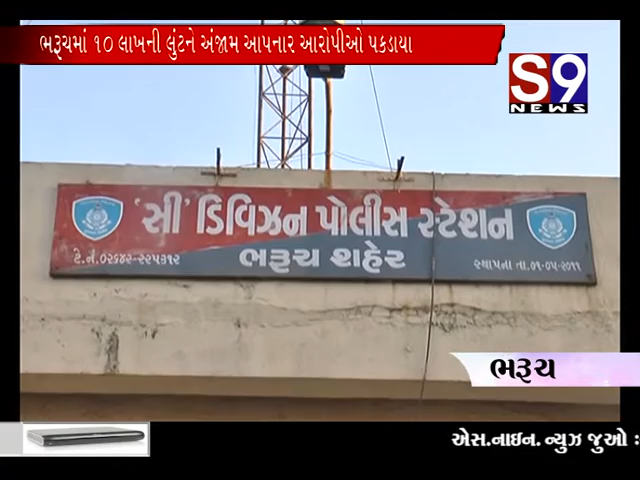 ભરૂચમાં ૧૦ લાખની લુંટને અંજામ આપનાર આરોપીઓ પકડાયા
S9
NEWS
'સી' ડિવિઝન પોલીસ સ્ટેશન
ટે.નં.૦૨૬૪૨-૨૨૫૩૧૨
ભરૂચ શહેર
સ્થાપના તા.૦૧-૦૫-૨૦૧૧
ભરૂચ
એસ.નાઇન. ન્યુઝ જુઓ :